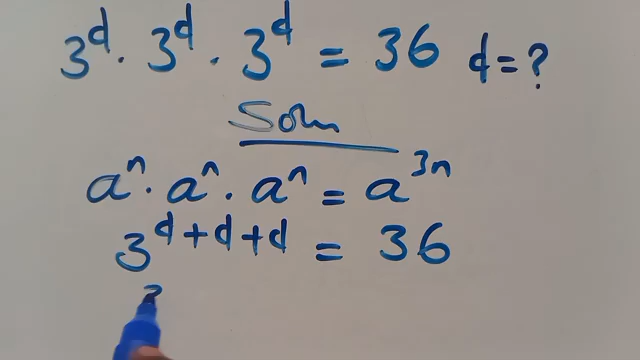 3^d · 3^d · 3^d = 36 d = ?
Soln
a^n · a^n · a^n = a^3n
3^d+d+d = 36